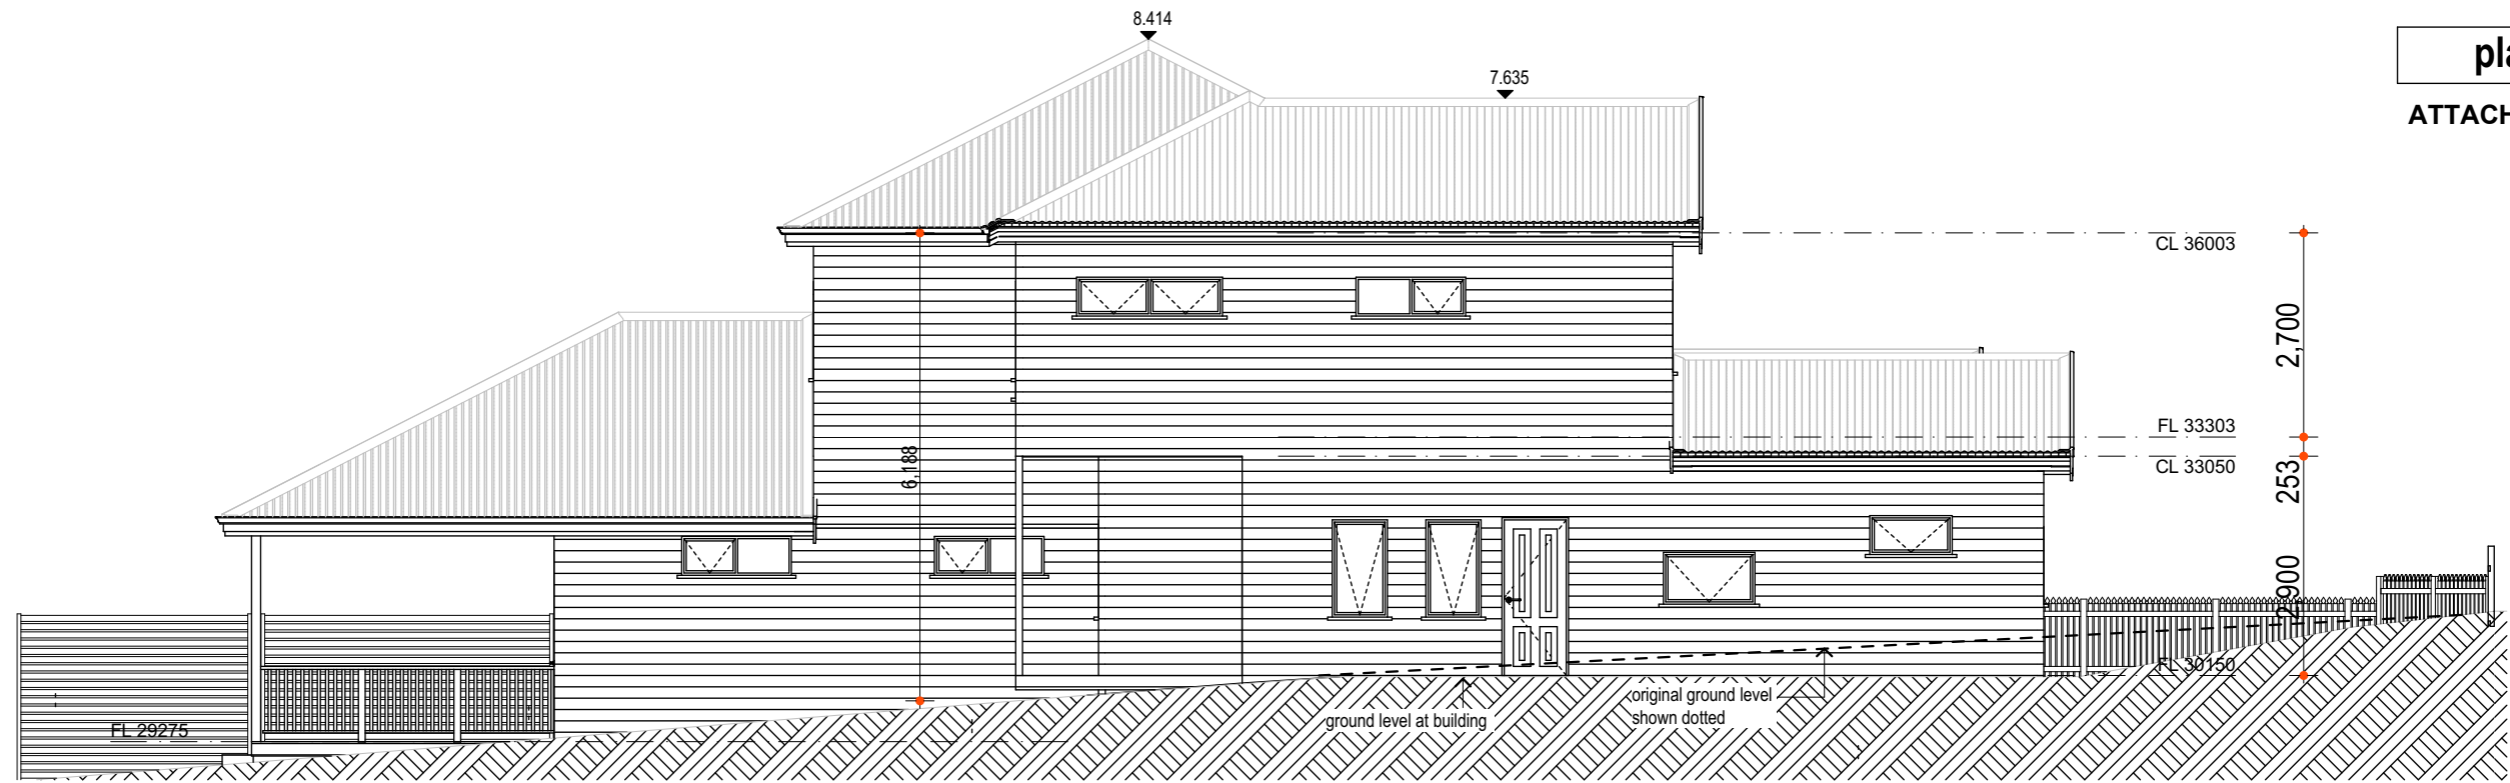 8.414
pla
7.635
ATTACH
CL 36003
2,700
FL 33303
6,188
CL 33050
253
2,900
FL 30150
original ground level
shown dotted
ground level at building
FL 29275